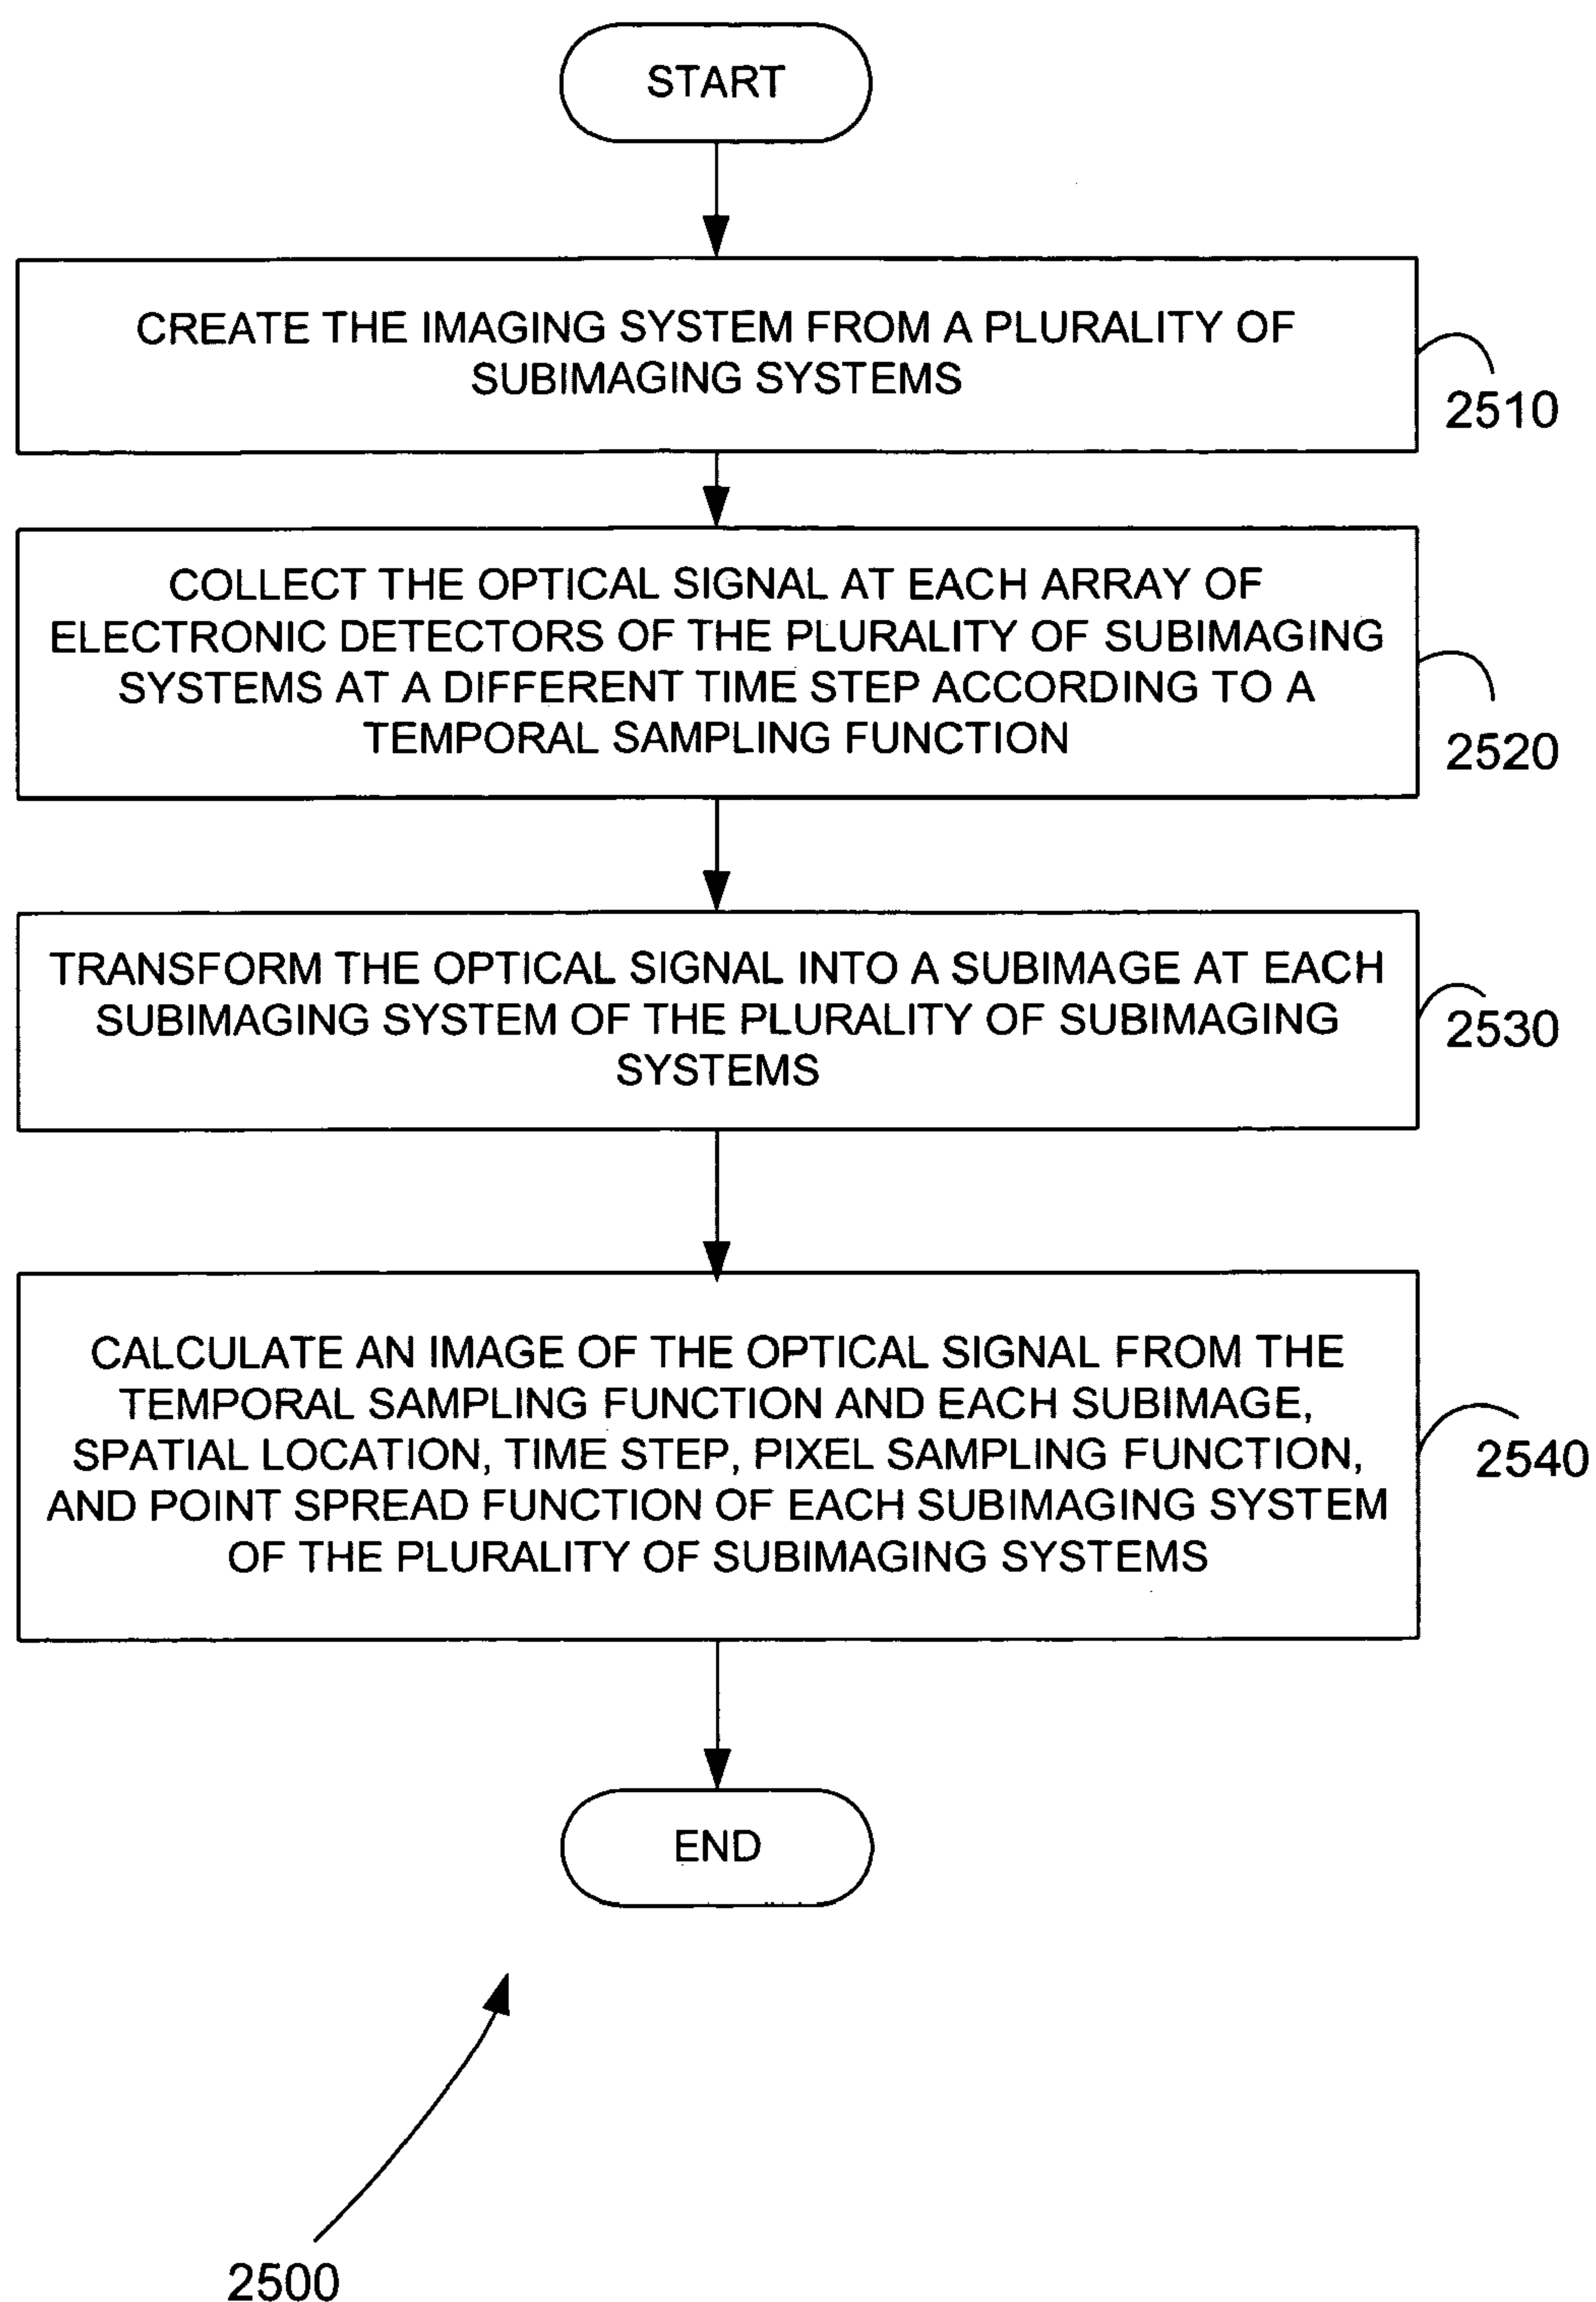 START
CREATE THE IMAGING SYSTEM FROM A PLURALITY OF
SUBIMAGING SYSTEMS
2510
COLLECT THE OPTICAL SIGNAL AT EACH ARRAY OF
ELECTRONIC DETECTORS OF THE PLURALITY OF SUBIMAGING
SYSTEMS AT A DIFFERENT TIME STEP ACCORDING TO A
TEMPORAL SAMPLING FUNCTION
2520
TRANSFORM THE OPTICAL SIGNAL INTO A SUBIMAGE AT EACH
SUBIMAGING SYSTEM OF THE PLURALITY OF SUBIMAGING
SYSTEMS
2530
CALCULATE AN IMAGE OF THE OPTICAL SIGNAL FROM THE
TEMPORAL SAMPLING FUNCTION AND EACH SUBIMAGE,
SPATIAL LOCATION, TIME STEP, PIXEL SAMPLING FUNCTION,
AND POINT SPREAD FUNCTION OF EACH SUBIMAGING SYSTEM
OF THE PLURALITY OF SUBIMAGING SYSTEMS
2540
END
2500